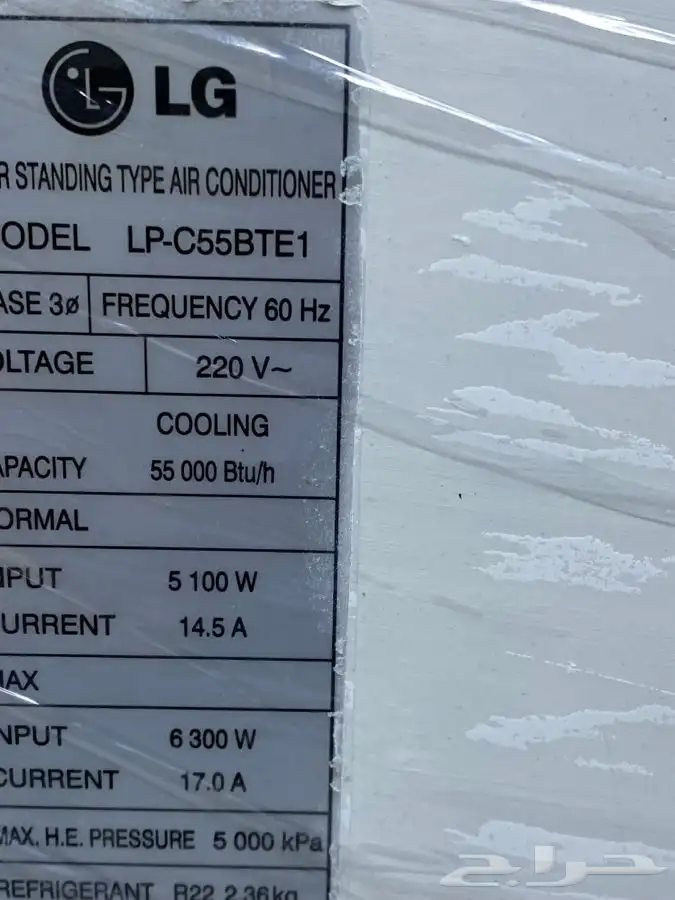 LG
R STANDING TYPE AIR CONDITIONER
ODEL LP-C55BTE1
ASE 3ø FREQUENCY 60 Hz
OLTAGE 220 V~
COOLING
APACITY 55 000 Btu/h
ORMAL
NPUT 5 100 W
URRENT 14.5 A
MAX
NPUT 6 300 W
CURRENT 17.0 A
MAX. H.E. PRESSURE 5 000 kPa
REFRIGERANT R22 2.36kg
حراج